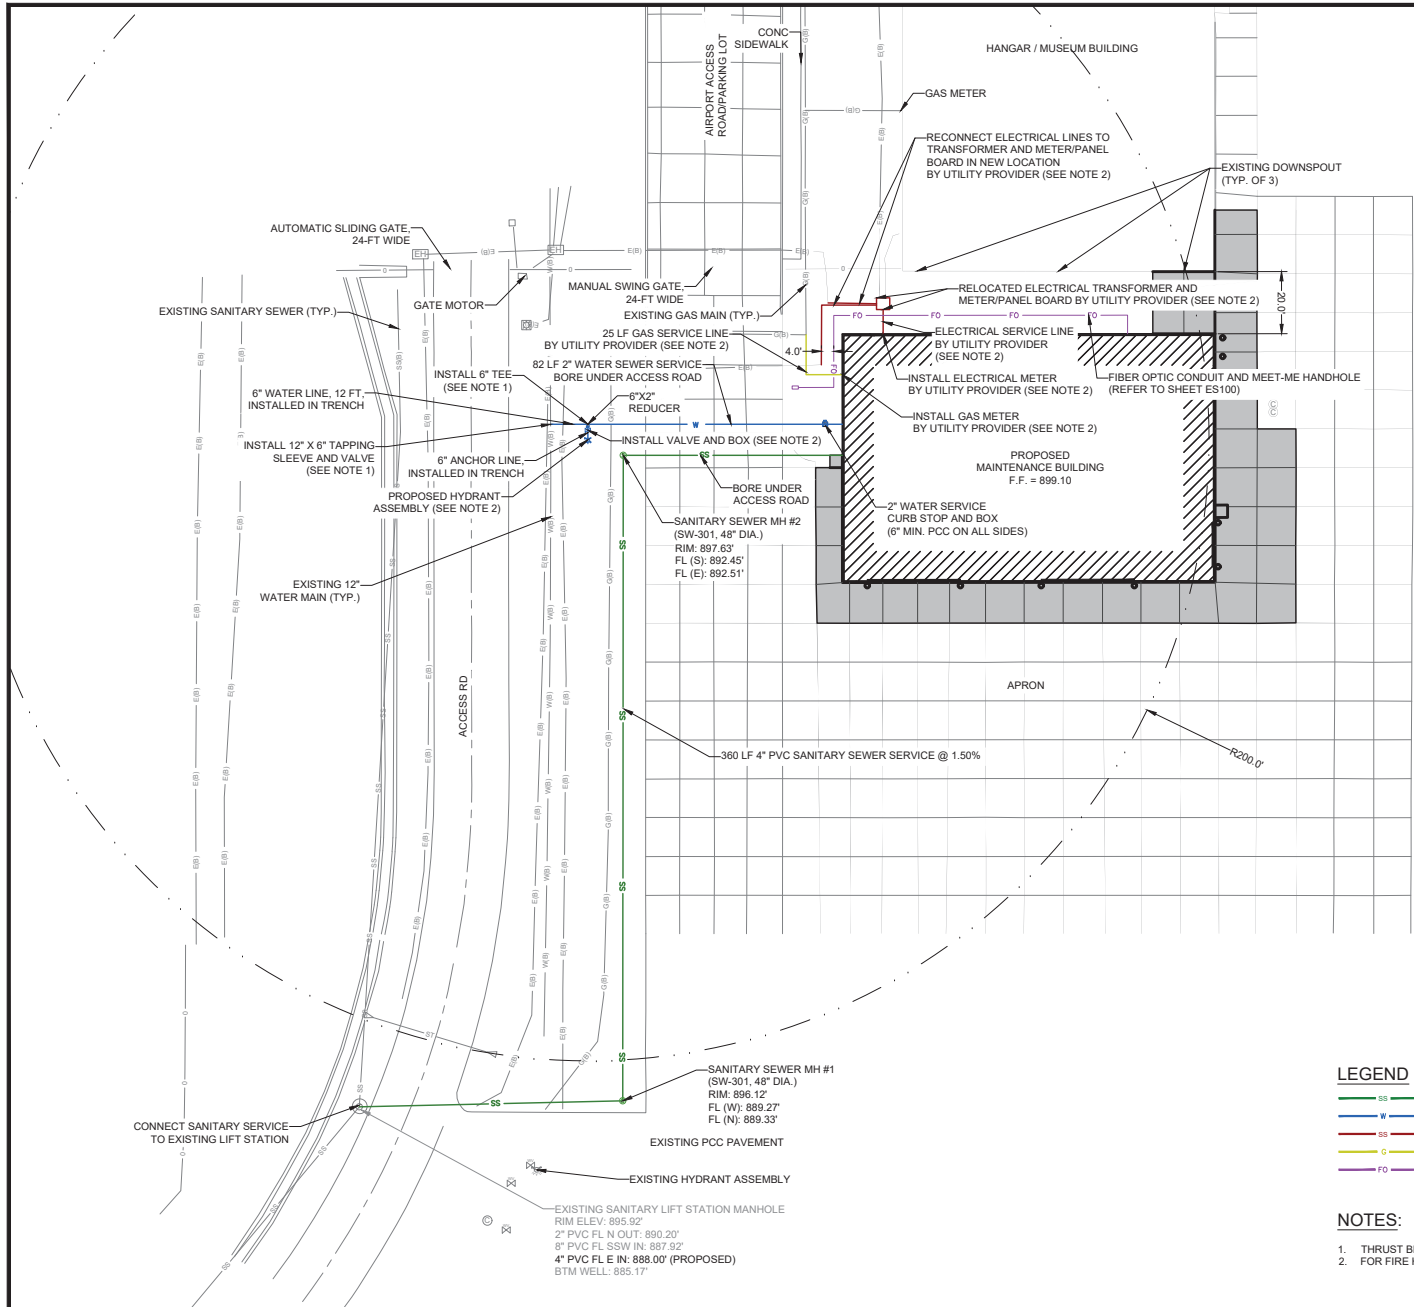 CONC
SIDEWALK
AIRPORT ACCESS
ROAD/PARKING LOT
HANGAR / MUSEUM BUILDING
GAS METER
RECONNECT ELECTRICAL LINES TO
TRANSFORMER AND METER/PANEL
BOARD IN NEW LOCATION
BY UTILITY PROVIDER (SEE NOTE 2)
EXISTING DOWNSPOUT
(TYP. OF 3)
AUTOMATIC SLIDING GATE,
24-FT WIDE
GATE MOTOR
MANUAL SWING GATE,
24-FT WIDE
EXISTING GAS MAIN (TYP.)
RELOCATED ELECTRICAL TRANSFORMER AND
METER/PANEL BOARD BY UTILITY PROVIDER (SEE NOTE 2)
20.0'
EXISTING SANITARY SEWER (TYP.)
25 LF GAS SERVICE LINE
BY UTILITY PROVIDER (SEE NOTE 2)
4.0'
ELECTRICAL SERVICE LINE
BY UTILITY PROVIDER
(SEE NOTE 2)
82 LF 2" WATER SEWER SERVICE
BORE UNDER ACCESS ROAD
INSTALL 6" TEE
(SEE NOTE 1)
6"X2"
REDUCER
INSTALL ELECTRICAL METER
BY UTILITY PROVIDER (SEE NOTE 2)
FIBER OPTIC CONDUIT AND MEET-ME HANDHOLE
(REFER TO SHEET ES100)
6" WATER LINE, 12 FT,
INSTALLED IN TRENCH
INSTALL GAS METER
BY UTILITY PROVIDER (SEE NOTE 2)
INSTALL 12" X 6" TAPPING
SLEEVE AND VALVE
(SEE NOTE 1)
INSTALL VALVE AND BOX (SEE NOTE 2)
6" ANCHOR LINE,
INSTALLED IN TRENCH
PROPOSED
MAINTENANCE BUILDING
F.F. = 899.10
PROPOSED HYDRANT
ASSEMBLY (SEE NOTE 2)
BORE UNDER
ACCESS ROAD
2" WATER SERVICE
CURB STOP AND BOX
(6" MIN. PCC ON ALL SIDES)
SANITARY SEWER MH #2
(SW-301, 48" DIA.)
RIM: 897.63'
FL (S): 892.45'
FL (E): 892.51'
EXISTING 12"
WATER MAIN (TYP.)
ACCESS RD
APRON
360 LF 4" PVC SANITARY SEWER SERVICE @ 1.50%
R200.0'
SANITARY SEWER MH #1
(SW-301, 48" DIA.)
RIM: 896.12'
FL (W): 889.27'
FL (N): 889.33'
CONNECT SANITARY SERVICE
TO EXISTING LIFT STATION
EXISTING PCC PAVEMENT
EXISTING HYDRANT ASSEMBLY
EXISTING SANITARY LIFT STATION MANHOLE
RIM ELEV: 895.92'
2" PVC FL N OUT: 890.20'
8" PVC FL SSW IN: 887.92'
4" PVC FL E IN: 888.00' (PROPOSED)
BTM WELL: 885.17'
LEGEND
SS
W
SS
G
FO
NOTES:
1. THRUST B
2. FOR FIRE